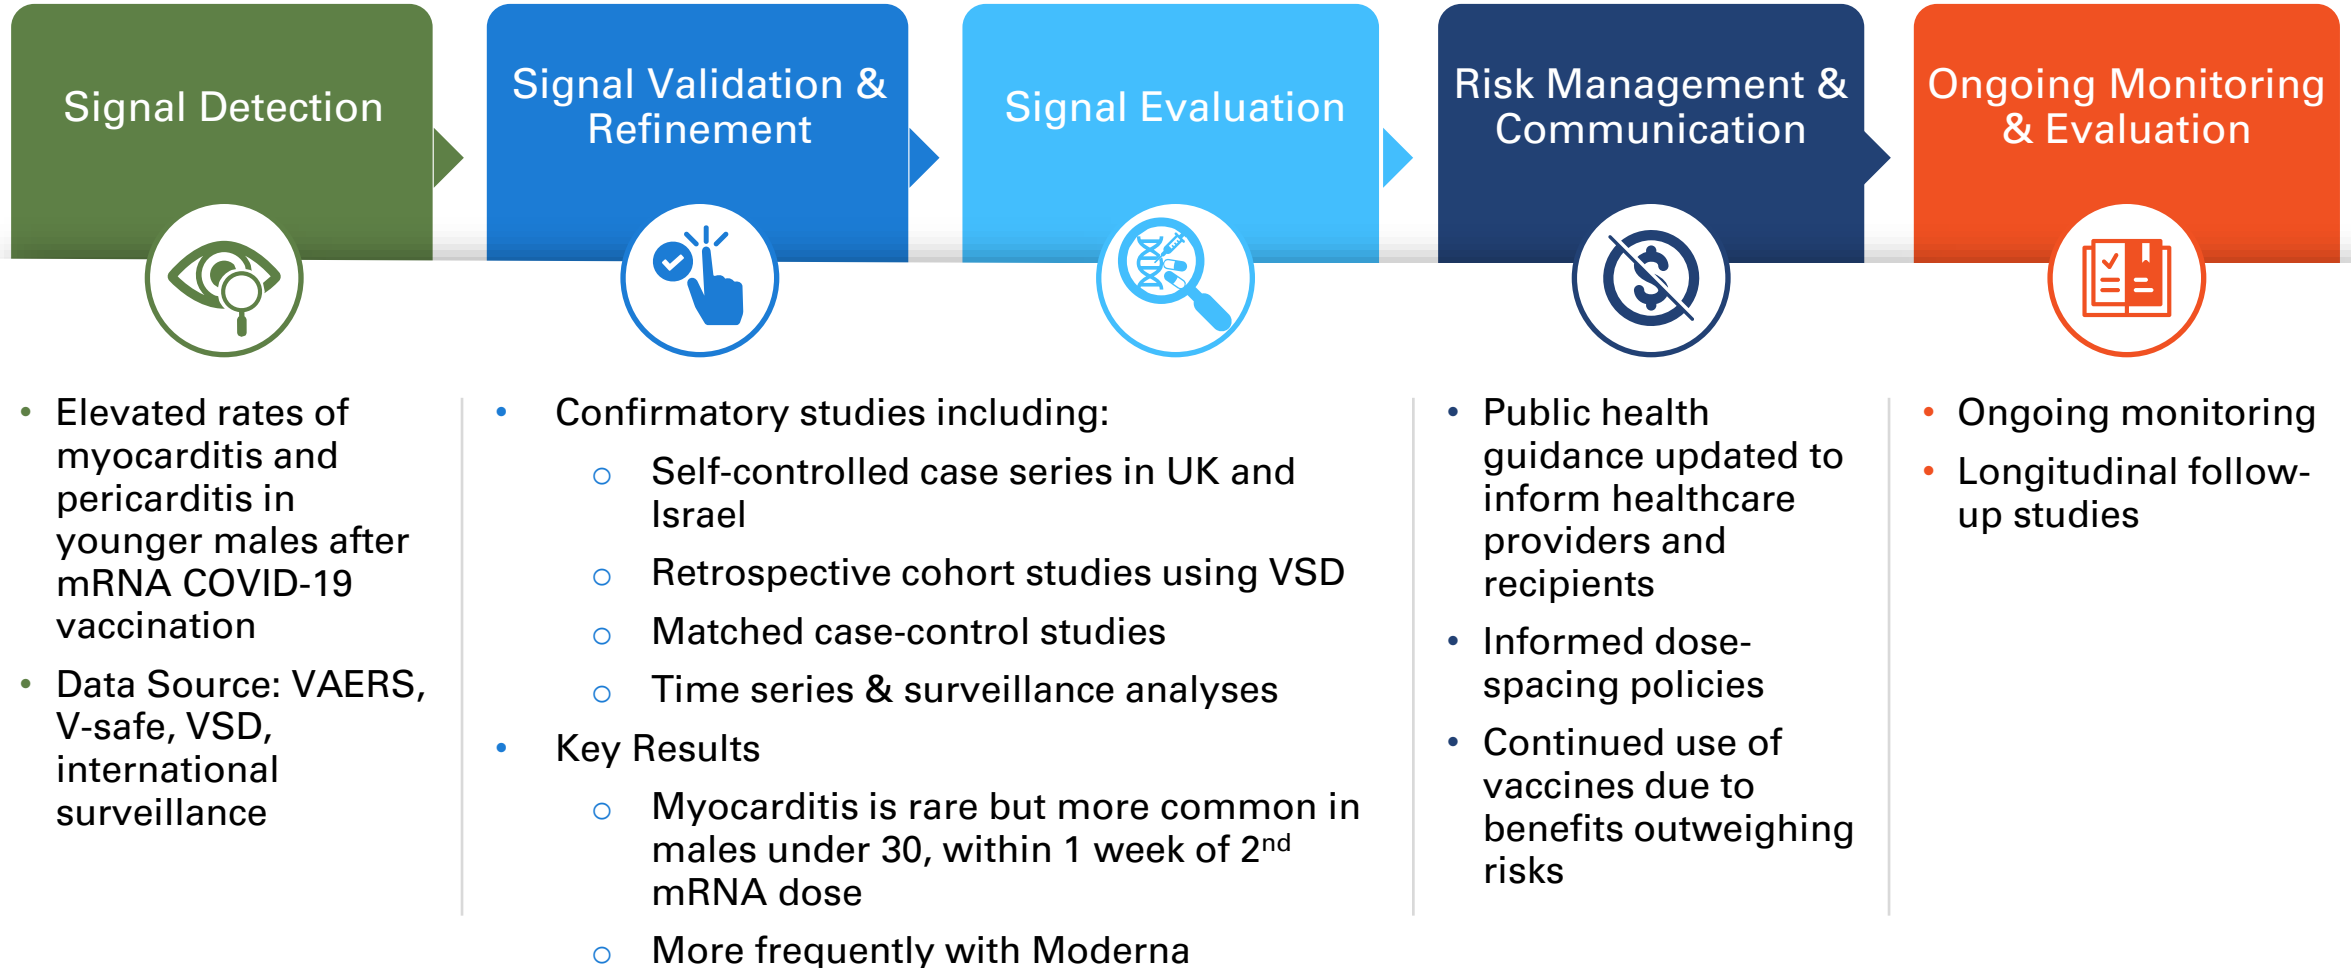 Signal Detection
Signal Validation &
Refinement
Signal Evaluation
Risk Management &
Communication
Ongoing Monitoring
& Evaluation
• Elevated rates of
myocarditis and
pericarditis in
younger males after
mRNA COVID-19
vaccination
• Data Source: VAERS,
V-safe, VSD,
international
surveillance
• Confirmatory studies including:
o Self-controlled case series in UK and
Israel
o Retrospective cohort studies using VSD
o Matched case-control studies
o Time series & surveillance analyses
• Key Results
o Myocarditis is rare but more common in
males under 30, within 1 week of 2nd
mRNA dose
o More frequently with Moderna
• Public health
guidance updated to
inform healthcare
providers and
recipients
• Informed dose-
spacing policies
• Continued use of
vaccines due to
benefits outweighing
risks
• Ongoing monitoring
• Longitudinal follow-
up studies